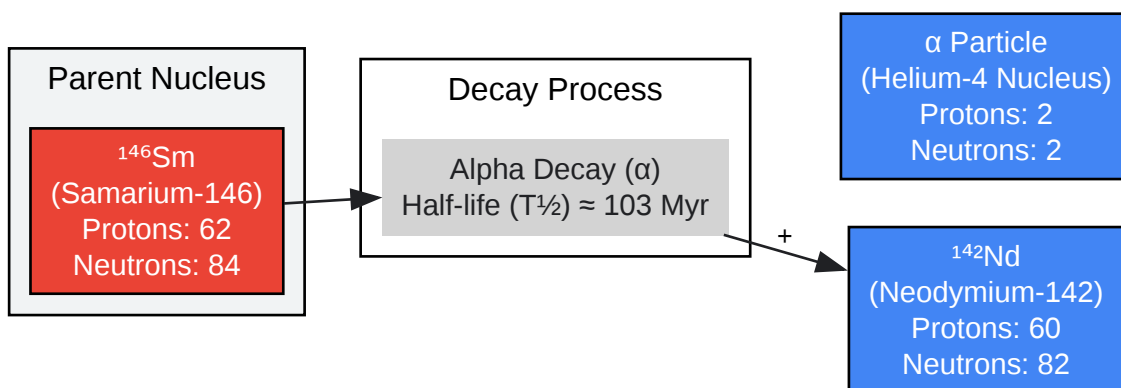 Parent Nucleus
¹⁴⁶Sm
(Samarium-146)
Protons: 62
Neutrons: 84
Decay Process
Alpha Decay (α)
Half-life (T½) ≈ 103 Myr
+
α Particle
(Helium-4 Nucleus)
Protons: 2
Neutrons: 2
¹⁴²Nd
(Neodymium-142)
Protons: 60
Neutrons: 82